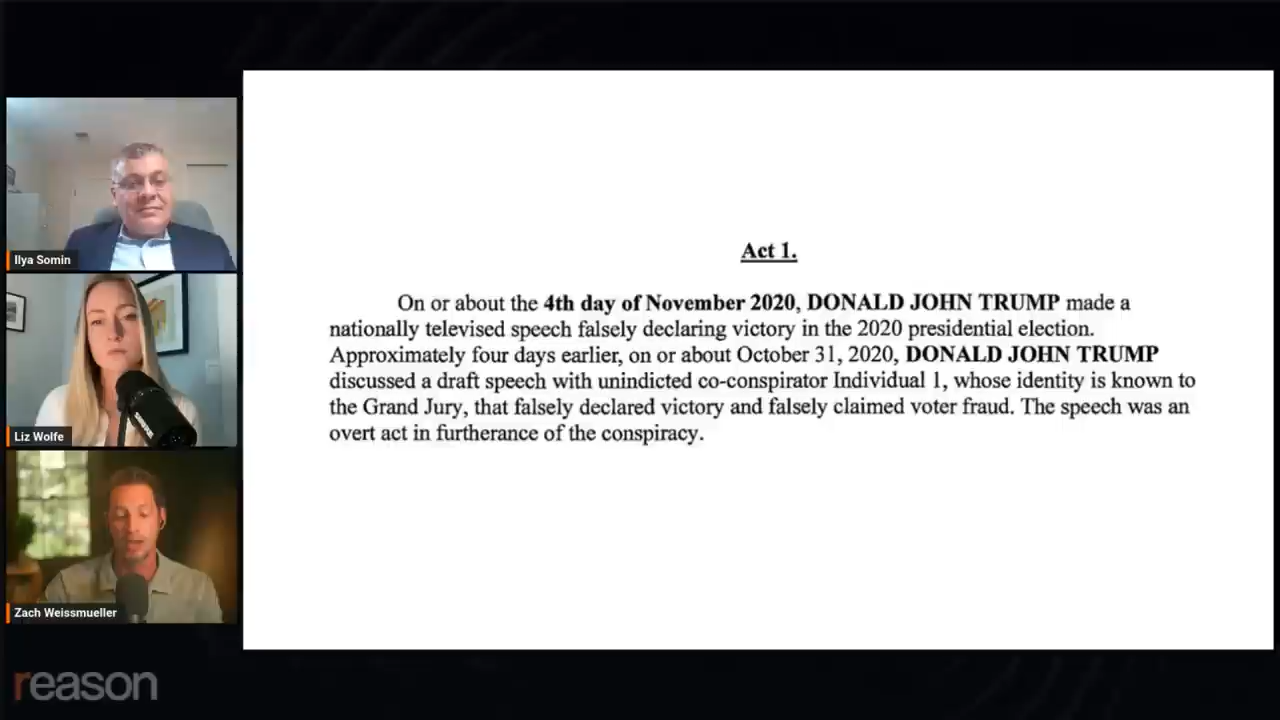 Ilya Somin
Liz Wolfe
Zach Weissmueller
reason
Act 1.
On or about the 4th day of November 2020, DONALD JOHN TRUMP made a
nationally televised speech falsely declaring victory in the 2020 presidential election.
Approximately four days earlier, on or about October 31, 2020, DONALD JOHN TRUMP
discussed a draft speech with unindicted co-conspirator Individual 1, whose identity is known to
the Grand Jury, that falsely declared victory and falsely claimed voter fraud. The speech was an
overt act in furtherance of the conspiracy.